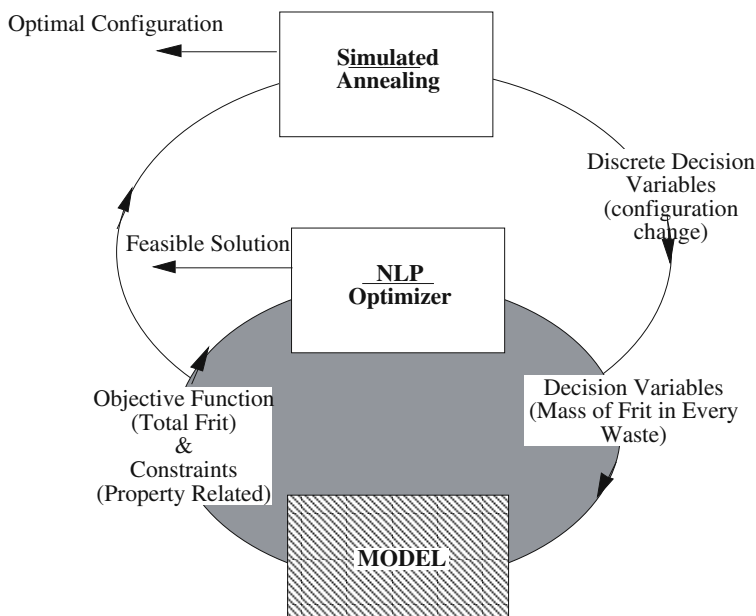 Optimal Configuration
Simulated
Annealing
Discrete Decision
Variables
(configuration
change)
Feasible Solution
NLP
Optimizer
Objective Function
(Total Frit)
&
Constraints
(Property Related)
Decision Variables
(Mass of Frit in Every
Waste)
MODEL